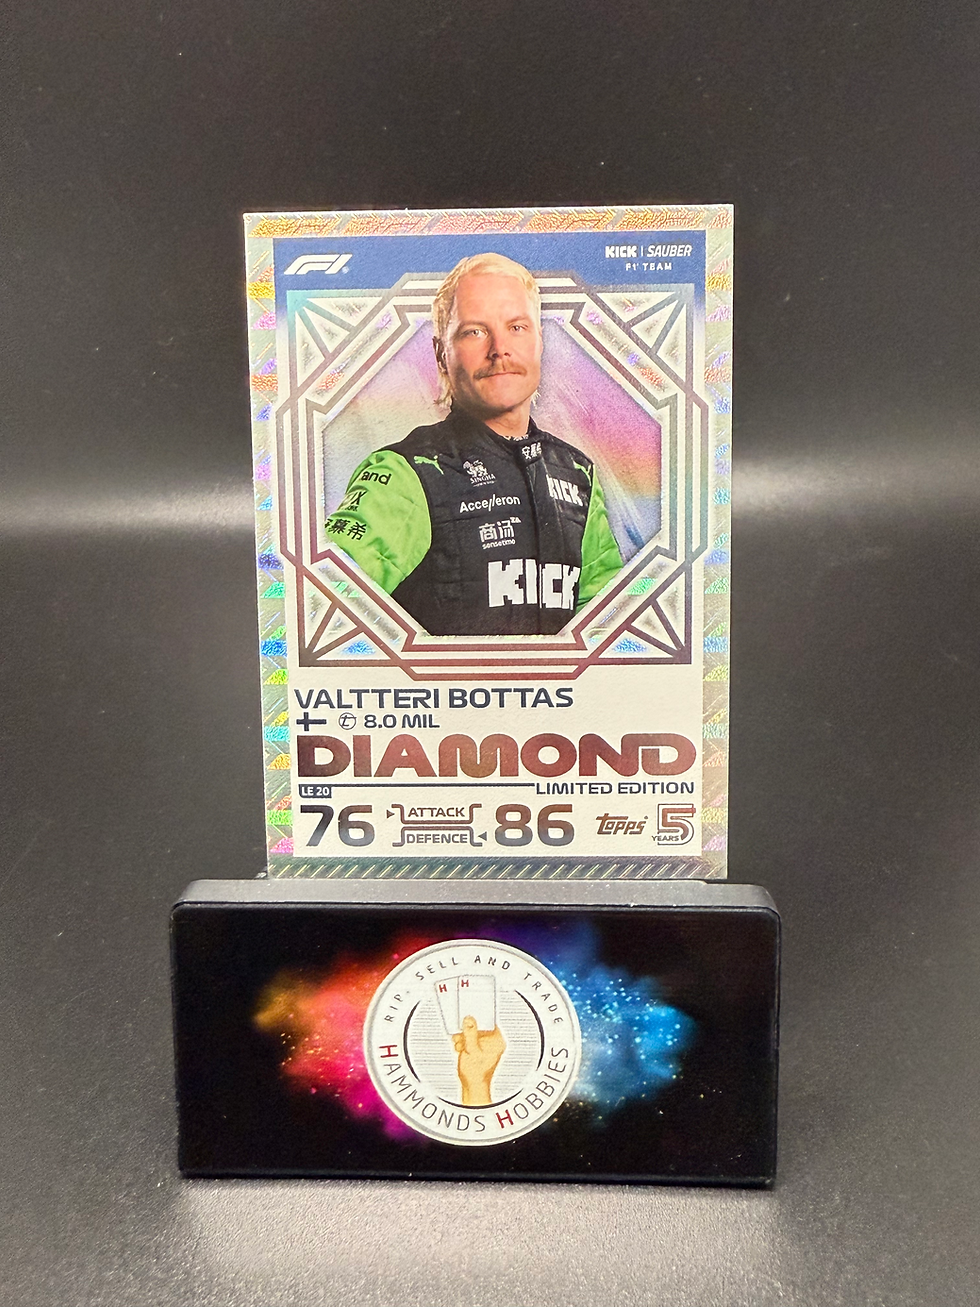 F1
KICK | SAUBER
F1 TEAM
and
SINGHA
Accelleron
KICK
商汤
sensetime
KICK
VALTTERI BOTTAS
8.0 MIL
DIAMOND
LE 20
LIMITED EDITION
76 ATTACK
DEFENCE 86
Topps 5
YEARS
RIP, SELL AND TRADE
H H
HAMMONDS HOBBIES